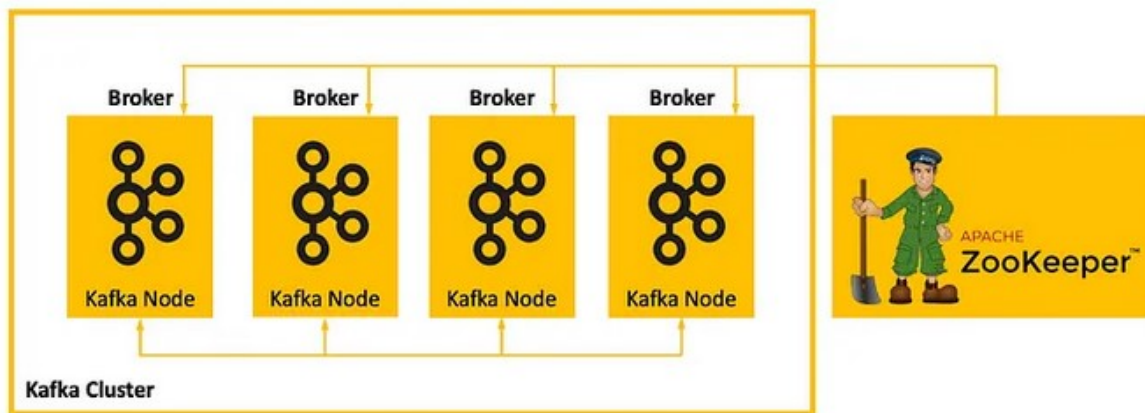 Broker
Broker
Broker
Broker
Kafka Node
Kafka Node
Kafka Node
Kafka Node
APACHE
ZooKeeper™
Kafka Cluster